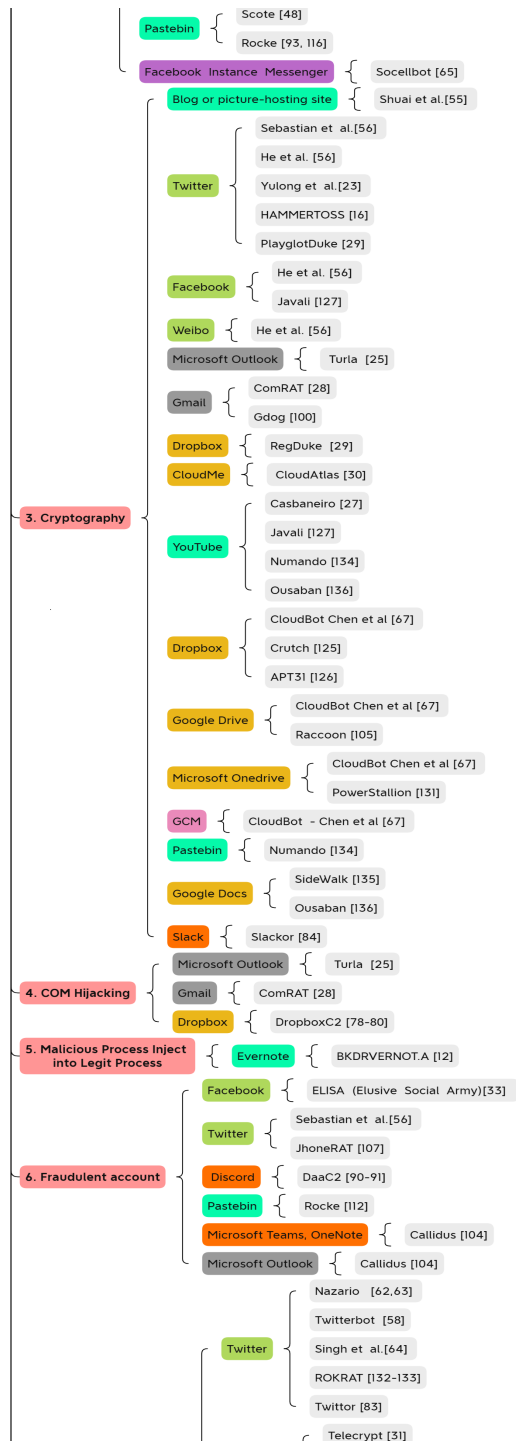 Scote [48]
Pastebin
Rocke [93, 116]
Facebook Instance Messenger
Socellbot [65]
Blog or picture-hosting site
Shuai et al.[55]
Sebastian et al.[56]
He et al. [56]
Twitter
Yulong et al.[23]
HAMMERTOSS [16]
PlayglotDuke [29]
He et al. [56]
Facebook
Javali [127]
Weibo
He et al. [56]
Microsoft Outlook
Turla [25]
ComRAT [28]
Gmail
Gdog [100]
Dropbox
RegDuke [29]
CloudMe
CloudAtlas [30]
3. Cryptography
Casbaneiro [27]
Javali [127]
YouTube
Numando [134]
Ousaban [136]
CloudBot Chen et al [67]
Dropbox
Crutch [125]
APT31 [126]
CloudBot Chen et al [67]
Google Drive
Raccoon [105]
CloudBot Chen et al [67]
Microsoft Onedrive
PowerStallion [131]
GCM
CloudBot - Chen et al [67]
Pastebin
Numando [134]
SideWalk [135]
Google Docs
Ousaban [136]
Slack
Slackor [84]
4. COM Hijacking
Microsoft Outlook
Turla [25]
Gmail
ComRAT [28]
Dropbox
DropboxC2 [78-80]
5. Malicious Process Inject
into Legit Process
Evernote
BKDRVERNOT.A [12]
6. Fraudulent account
Facebook
ELISA (Elusive Social Army)[33]
Sebastian et al.[56]
Twitter
JhoneRAT [107]
Discord
DaaC2 [90-91]
Pastebin
Rocke [112]
Microsoft Teams, OneNote
Callidus [104]
Microsoft Outlook
Callidus [104]
Nazario [62,63]
Twitterbot [58]
Twitter
Singh et al.[64]
ROKRAT [132-133]
Twittor [83]
Telecrypt [31]